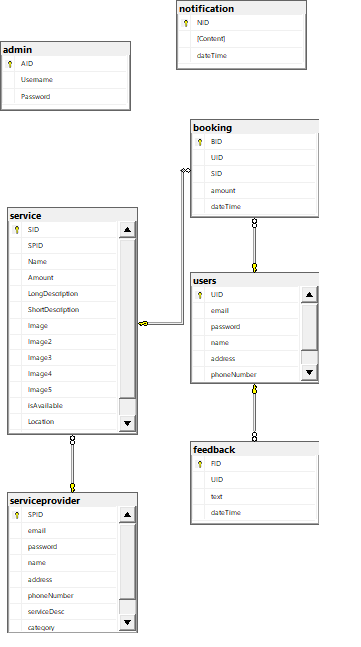 notification
NID
[Content]
dateTime
admin
AID
Username
Password
booking
BID
UID
SID
amount
dateTime
service
SID
SPID
Name
Amount
LongDescription
ShortDescription
Image
Image2
Image3
Image4
Image5
isAvailable
Location
users
UID
email
password
name
address
phoneNumber
feedback
FID
UID
text
dateTime
serviceprovider
SPID
email
password
name
address
phoneNumber
serviceDesc
category